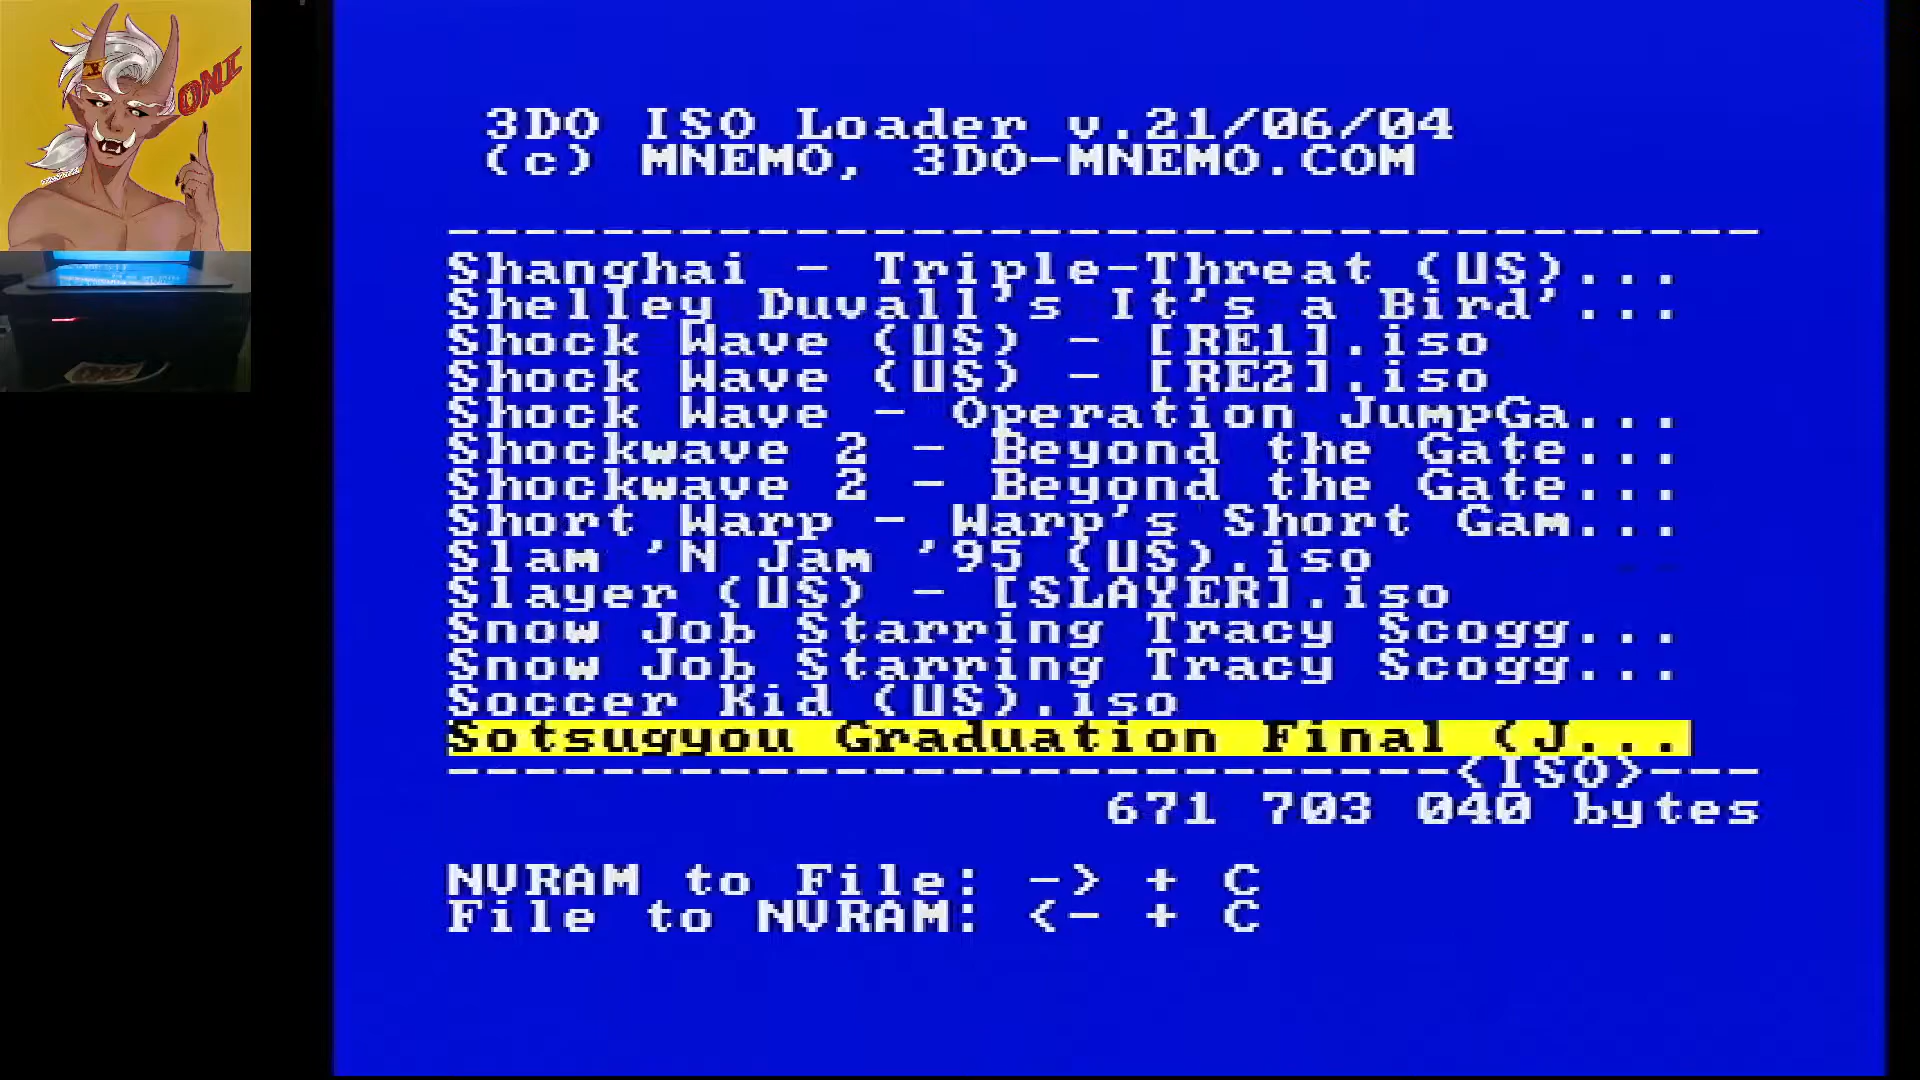 ONI
3DO ISO Loader v.21/06/04
(c) MNEMO, 3DO-MNEMO.COM
Shanghai - Triple-Threat (US)...
Shelley Duvall's It's a Bird'...
Shock Wave (US) - [RE1].iso
Shock Wave (US) - [RE2].iso
Shock Wave - Operation JumpGa...
Shockwave 2 - Beyond the Gate...
Shockwave 2 - Beyond the Gate...
Short Warp - Warp's Short Gam...
Slam 'N Jam '95 (US).iso
Slayer (US) - [SLAYER].iso
Snow Job Starring Tracy Scogg...
Snow Job Starring Tracy Scogg...
Soccer Kid (US).iso
Sotsugyou Graduation Final (J...
<ISO>
671 703 040 bytes
NVRAM to File: -> + C
File to NVRAM: <- + C